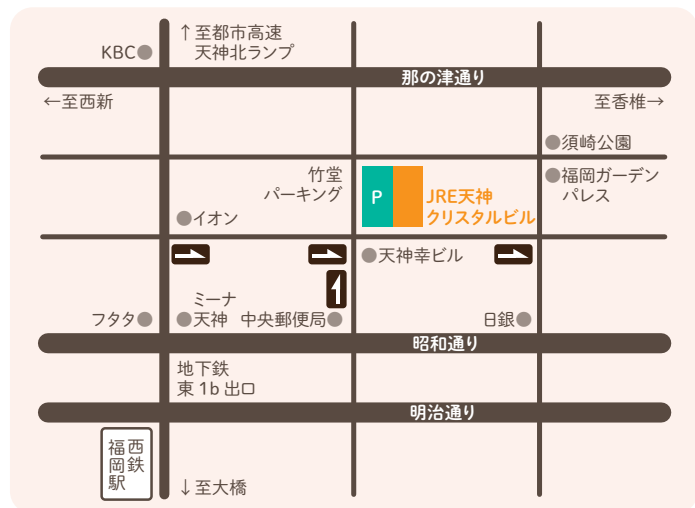 ↑至都市高速
天神北ランプ
KBC
那の津通り
←至西新
至香椎→
須崎公園
竹堂
パーキング
P
JRE天神
クリスタルビル
福岡ガーデン
パレス
イオン
天神幸ビル
ミーナ
天神
フタタ
中央郵便局
日銀
昭和通り
地下鉄
東1b出口
明治通り
西鉄
福岡駅
↓至大橋